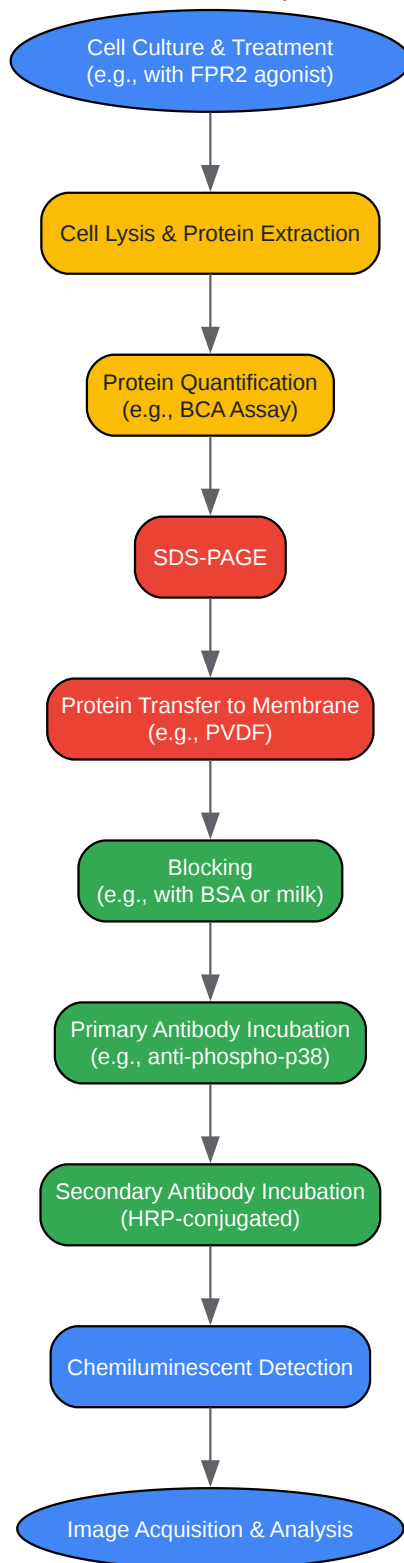 Cell Culture & Treatment
(e.g., with FPR2 agonist)
Cell Lysis & Protein Extraction
Protein Quantification
(e.g., BCA Assay)
SDS-PAGE
Protein Transfer to Membrane
(e.g., PVDF)
Blocking
(e.g., with BSA or milk)
Primary Antibody Incubation
(e.g., anti-phospho-p38)
Secondary Antibody Incubation
(HRP-conjugated)
Chemiluminescent Detection
Image Acquisition & Analysis